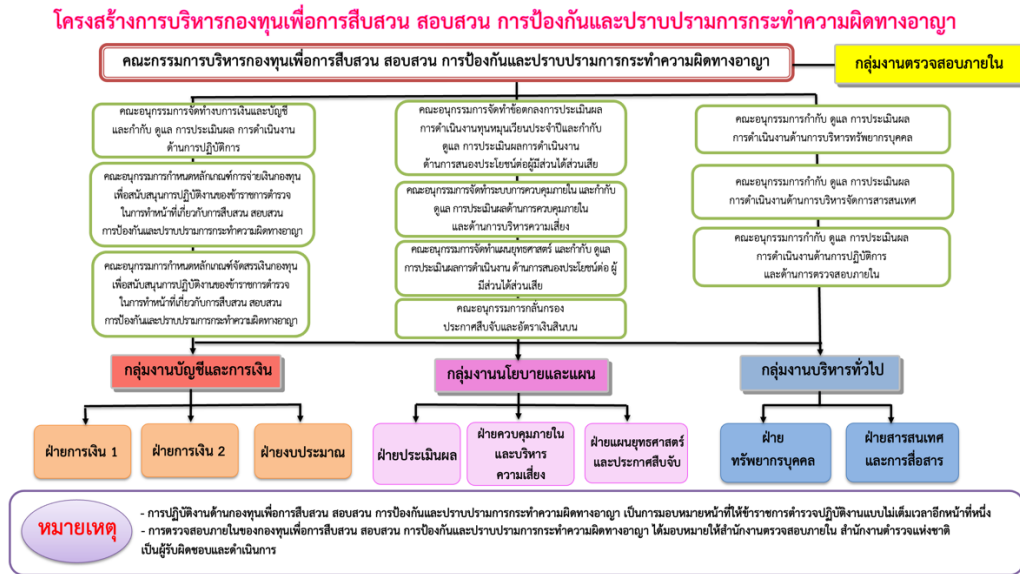 โครงสร้างการบริหารกองทุนเพื่อการสืบสวน สอบสวน การป้องกันและปราบปรามการกระทำความผิดทางอาญา
คณะกรรมการบริหารกองทุนเพื่อการสืบสวน สอบสวน การป้องกันและปราบปรามการกระทำความผิดทางอาญา
กลุ่มงานตรวจสอบภายใน
คณะอนุกรรมการจัดทำงบการเงินและบัญชี
และกำกับ ดูแล การประเมินผล การดำเนินงาน
ด้านการปฏิบัติการ
คณะอนุกรรมการกำหนดหลักเกณฑ์การจ่ายเงินกองทุน
เพื่อสนับสนุนการปฏิบัติงานของข้าราชการตำรวจ
ในการทำหน้าที่เกี่ยวกับการสืบสวน สอบสวน
การป้องกันและปราบปรามการกระทำความผิดทางอาญา
คณะอนุกรรมการกำหนดหลักเกณฑ์จัดสรรเงินกองทุน
เพื่อสนับสนุนการปฏิบัติงานของข้าราชการตำรวจ
ในการทำหน้าที่เกี่ยวกับการสืบสวน สอบสวน
การป้องกันและปราบปรามการกระทำความผิดทางอาญา
คณะอนุกรรมการจัดทำข้อตกลงการประเมินผล
การดำเนินงานทุนหมุนเวียนประจำปีและกำกับ
ดูแล การประเมินผลการดำเนินงาน
ด้านการสนองประโยชน์ต่อผู้มีส่วนได้ส่วนเสีย
คณะอนุกรรมการจัดทำระบบการควบคุมภายใน และกำกับ
ดูแล การประเมินผลด้านการควบคุมภายใน
และด้านการบริหารความเสี่ยง
คณะอนุกรรมการจัดทำแผนยุทธศาสตร์ และกำกับ ดูแล
การประเมินผลการดำเนินงาน ด้านการสนองประโยชน์ต่อ ผู้
มีส่วนได้ส่วนเสีย
คณะอนุกรรมการกลั่นกรอง
ประกาศสืบจับและอัตราเงินสินบน
คณะอนุกรรมการกำกับ ดูแล การประเมินผล
การดำเนินงานด้านการบริหารทรัพยากรบุคคล
คณะอนุกรรมการกำกับ ดูแล การประเมินผล
การดำเนินงานด้านการบริหารจัดการสารสนเทศ
คณะอนุกรรมการกำกับ ดูแล การประเมินผล
การดำเนินงานด้านการปฏิบัติการ
และด้านการตรวจสอบภายใน
กลุ่มงานบัญชีและการเงิน
กลุ่มงานนโยบายและแผน
กลุ่มงานบริหารทั่วไป
ฝ่ายการเงิน 1
ฝ่ายการเงิน 2
ฝ่ายงบประมาณ
ฝ่ายประเมินผล
ฝ่ายควบคุมภายใน
และบริหาร
ความเสี่ยง
ฝ่ายแผนยุทธศาสตร์
และประกาศสืบจับ
ฝ่าย
ทรัพยากรบุคคล
ฝ่ายสารสนเทศ
และการสื่อสาร
หมายเหตุ
- การปฏิบัติงานด้านกองทุนเพื่อการสืบสวน สอบสวน การป้องกันและปราบปรามการกระทำความผิดทางอาญา เป็นการมอบหมายหน้าที่ให้ข้าราชการตำรวจปฏิบัติงานแบบไม่เต็มเวลาอีกหน้าที่หนึ่ง
- การตรวจสอบภายในของกองทุนเพื่อการสืบสวน สอบสวน การป้องกันและปราบปรามการกระทำความผิดทางอาญา ได้มอบหมายให้สำนักงานตรวจสอบภายใน สำนักงานตำรวจแห่งชาติ
เป็นผู้รับผิดชอบและดำเนินการ